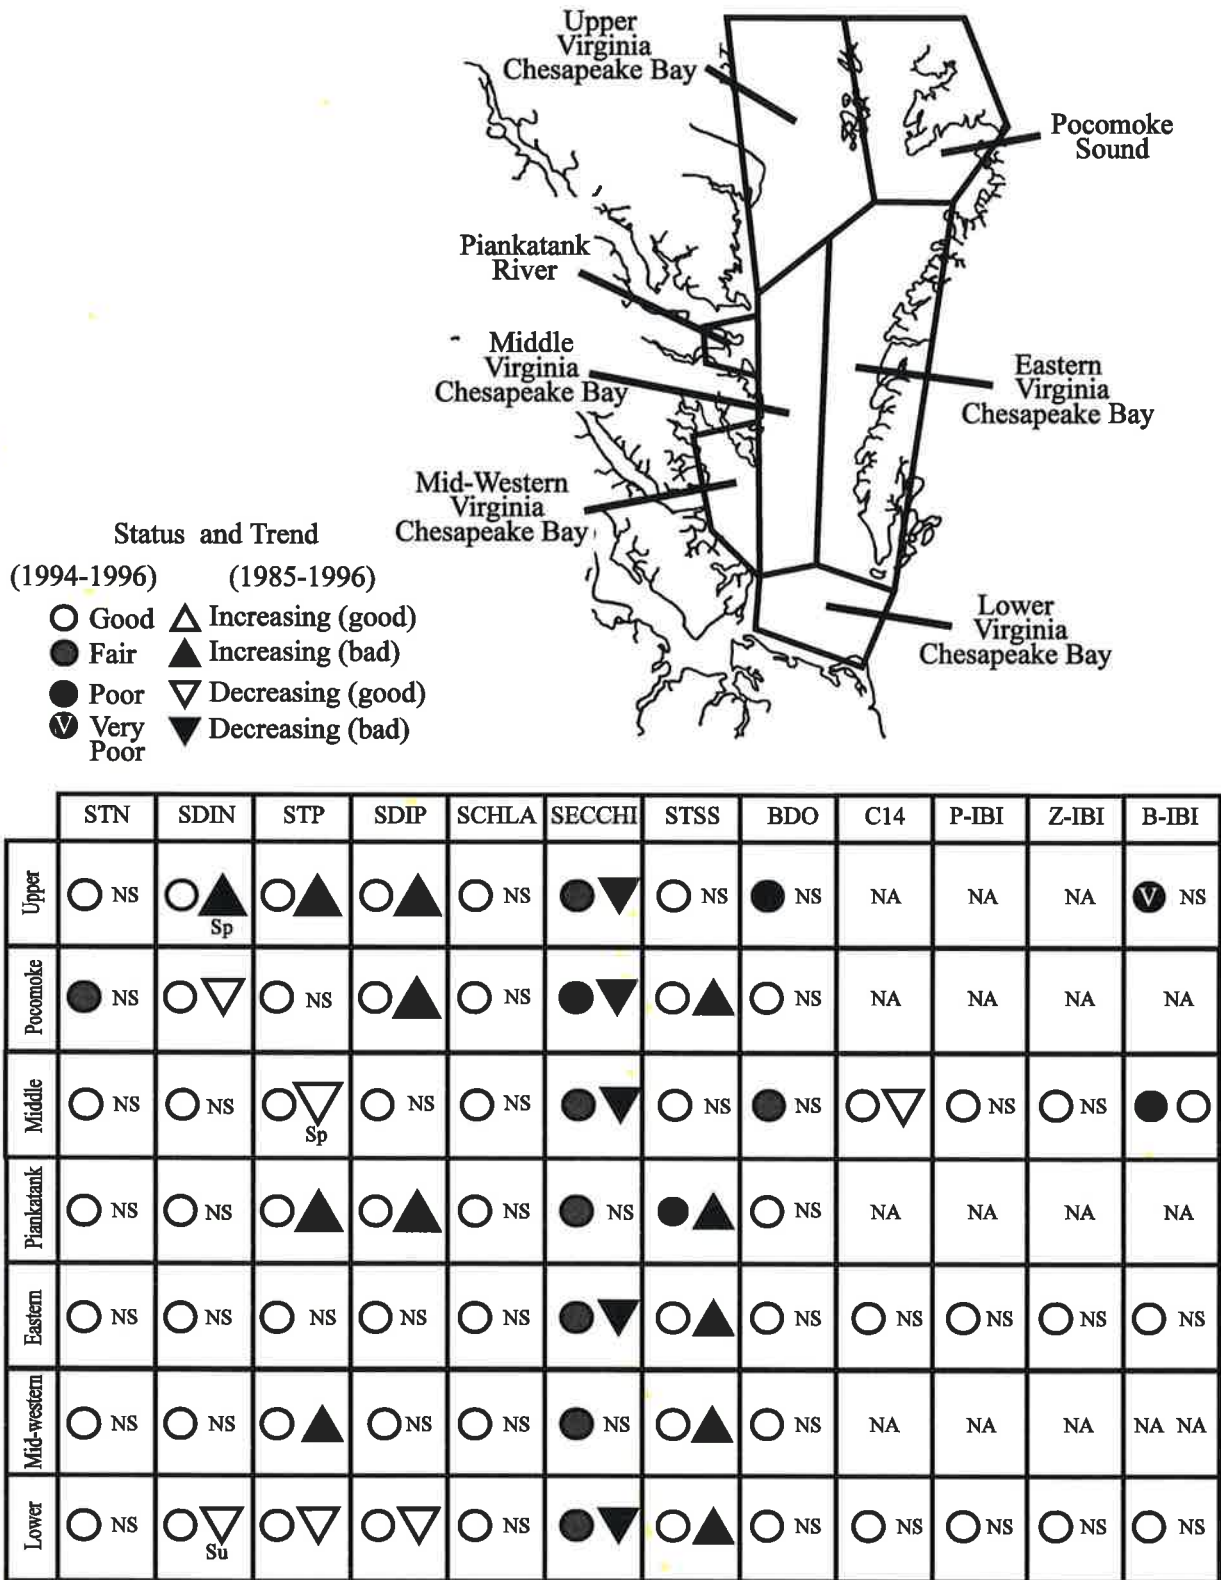 Upper
Virginia
Chesapeake Bay
Pocomoke
Sound
Piankatank
River
Middle
Virginia
Chesapeake Bay
Eastern
Virginia
Chesapeake Bay
Mid-Western
Virginia
Chesapeake Bay
Lower
Virginia
Chesapeake Bay
Status and Trend
(1994-1996) (1985-1996)
Good Increasing (good)
Fair Increasing (bad)
Poor Decreasing (good)
V Very Poor Decreasing (bad)
STN SDIN STP SDIP SCHLA SECCHI STSS BDO C14 P-IBI Z-IBI B-IBI
Upper NS Sp NS NS NS NA NA NA V NS
Pocomoke NS NS NS NS NA NA NA NA
Middle NS NS Sp NS NS NS NS NS NS
Piankatank NS NS NS NS NS NA NA NA NA
Eastern NS NS NS NS NS NS NS NS NS NS
Mid-western NS NS NS NS NS NS NA NA NA NA NA
Lower NS Su NS NS NS NS NS NS